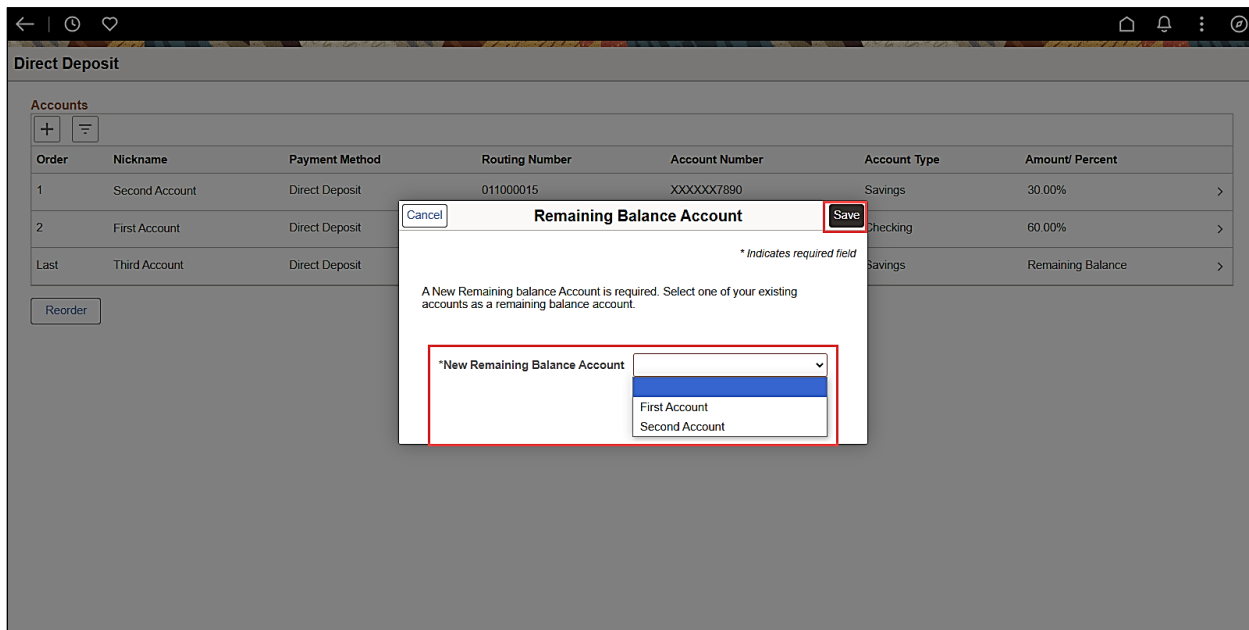 Direct Deposit
Accounts
Order Nickname Payment Method Routing Number Account Number Account Type Amount/ Percent
1 Second Account Direct Deposit 011000015 XXXXXX7890 Savings 30.00%
2 First Account Direct Deposit Checking 60.00%
Last Third Account Direct Deposit Savings Remaining Balance
Reorder
Cancel Remaining Balance Account Save
* Indicates required field
A New Remaining balance Account is required. Select one of your existing
accounts as a remaining balance account.
*New Remaining Balance Account
First Account
Second Account